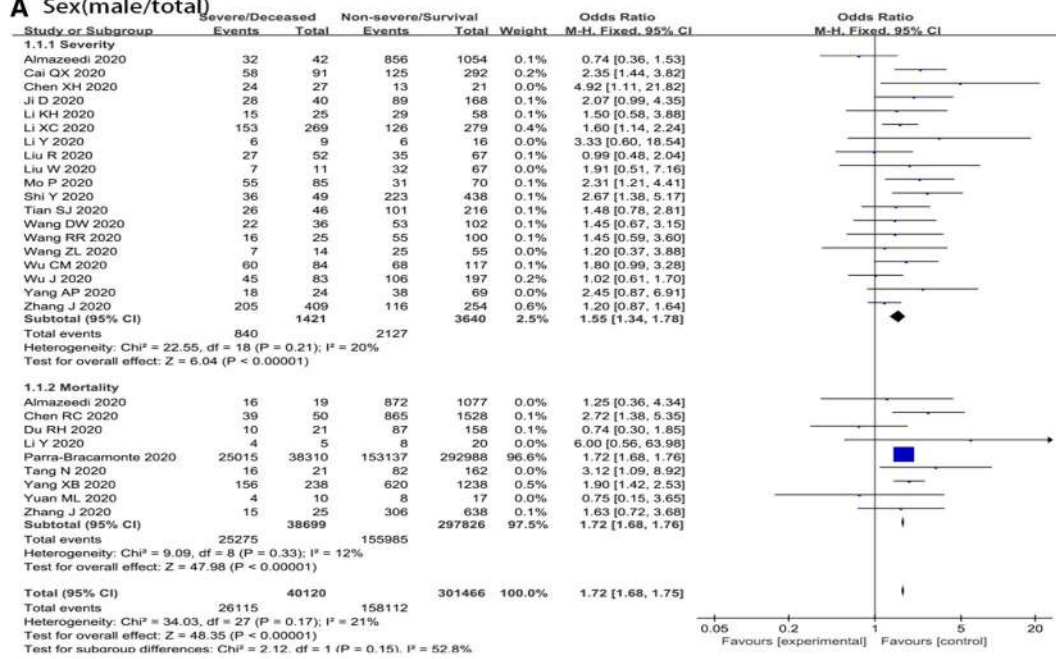 A Sex(male/total)
Severe/Deceased Non-severe/Survival Odds Ratio Odds Ratio
Study or Subgroup Events Total Events Total Weight M-H. Fixed. 95% CI M-H. Fixed. 95% CI
1.1.1 Severity
Almazeedi 2020 32 42 856 1054 0.1% 0.74 [0.36, 1.53]
Cai QX 2020 58 91 125 292 0.2% 2.35 [1.44, 3.82]
Chen XH 2020 24 27 13 21 0.0% 4.92 [1.11, 21.82]
Ji D 2020 28 40 89 168 0.1% 2.07 [0.99, 4.35]
Li KH 2020 15 25 29 58 0.1% 1.50 [0.58, 3.88]
Li XC 2020 153 269 126 279 0.4% 1.60 [1.14, 2.24]
Li Y 2020 6 9 6 16 0.0% 3.33 [0.60, 18.54]
Liu R 2020 27 52 35 67 0.1% 0.99 [0.48, 2.04]
Liu W 2020 7 11 32 67 0.0% 1.91 [0.51, 7.16]
Mo P 2020 55 85 31 70 0.1% 2.31 [1.21, 4.41]
Shi Y 2020 36 49 223 438 0.1% 2.67 [1.38, 5.17]
Tian SJ 2020 26 46 101 216 0.1% 1.48 [0.78, 2.81]
Wang DW 2020 22 36 53 102 0.1% 1.45 [0.67, 3.15]
Wang RR 2020 16 25 55 100 0.1% 1.45 [0.59, 3.60]
Wang ZL 2020 7 14 25 55 0.0% 1.20 [0.37, 3.88]
Wu CM 2020 60 84 68 117 0.1% 1.80 [0.99, 3.28]
Wu J 2020 45 83 106 197 0.2% 1.02 [0.61, 1.70]
Yang AP 2020 18 24 38 69 0.0% 2.45 [0.87, 6.91]
Zhang J 2020 205 409 116 254 0.6% 1.20 [0.87, 1.64]
Subtotal (95% CI) 1421 3640 2.5% 1.55 [1.34, 1.78]
Total events 840 2127
Heterogeneity: Chi² = 22.55, df = 18 (P = 0.21); I² = 20%
Test for overall effect: Z = 6.04 (P < 0.00001)
1.1.2 Mortality
Almazeedi 2020 16 19 872 1077 0.0% 1.25 [0.36, 4.34]
Chen RC 2020 39 50 865 1528 0.1% 2.72 [1.38, 5.35]
Du RH 2020 10 21 87 158 0.1% 0.74 [0.30, 1.85]
Li Y 2020 4 5 8 20 0.0% 6.00 [0.56, 63.98]
Parra-Bracamonte 2020 25015 38310 153137 292988 96.6% 1.72 [1.68, 1.76]
Tang N 2020 16 21 82 162 0.0% 3.12 [1.09, 8.92]
Yang XB 2020 156 238 620 1238 0.5% 1.90 [1.42, 2.53]
Yuan ML 2020 4 10 8 17 0.0% 0.75 [0.15, 3.65]
Zhang J 2020 15 25 306 638 0.1% 1.63 [0.72, 3.68]
Subtotal (95% CI) 38699 297826 97.5% 1.72 [1.68, 1.76]
Total events 25275 155985
Heterogeneity: Chi² = 9.09, df = 8 (P = 0.33); I² = 12%
Test for overall effect: Z = 47.98 (P < 0.00001)
Total (95% CI) 40120 301466 100.0% 1.72 [1.68, 1.75]
Total events 26115 158112
Heterogeneity: Chi² = 34.03, df = 27 (P = 0.17); I² = 21%
Test for overall effect: Z = 48.35 (P < 0.00001)
Test for subgroup differences: Chi² = 2.12. df = 1 (P = 0.15). I² = 52.8%
0.05 0.2 1 5 20
Favours [experimental] Favours [control]